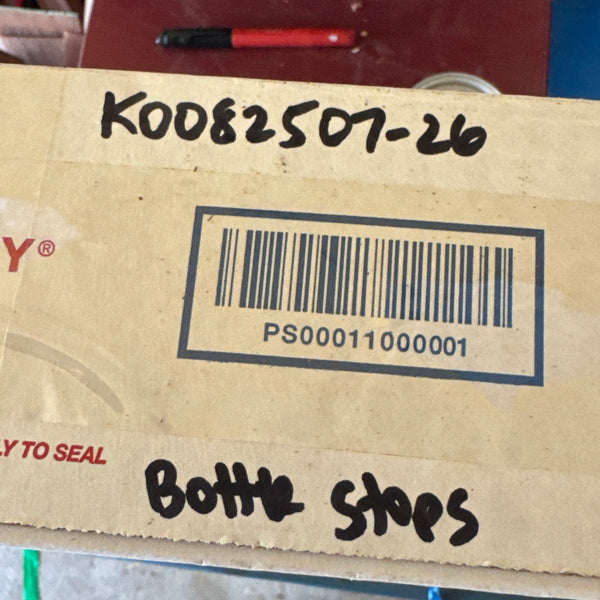 K0082507-26
Y®
PS00011000001
LY TO SEAL
Bottle Stops